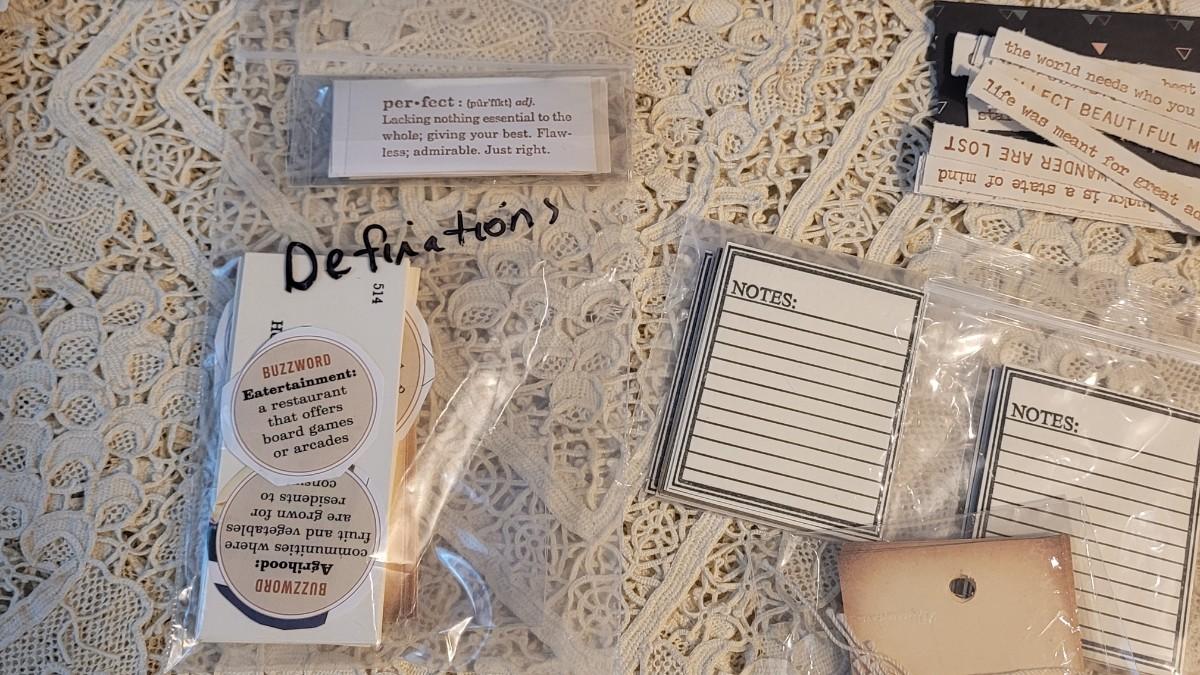 per•fect : (pûr'fĭkt) adj.
Lacking nothing essential to the
whole; giving your best. Flaw-
less; admirable. Just right.
Definations
514
BUZZWORD
Eatertainment:
a restaurant
that offers
board games
or arcades
BUZZWORD
Agrihood:
communities where
fruit and vegetables
are grown for
residents to
the world needs who you
best
BEAUTIFUL
life was meant for great
WANDER ARE LOST
is a state of mind
NOTES:
NOTES: